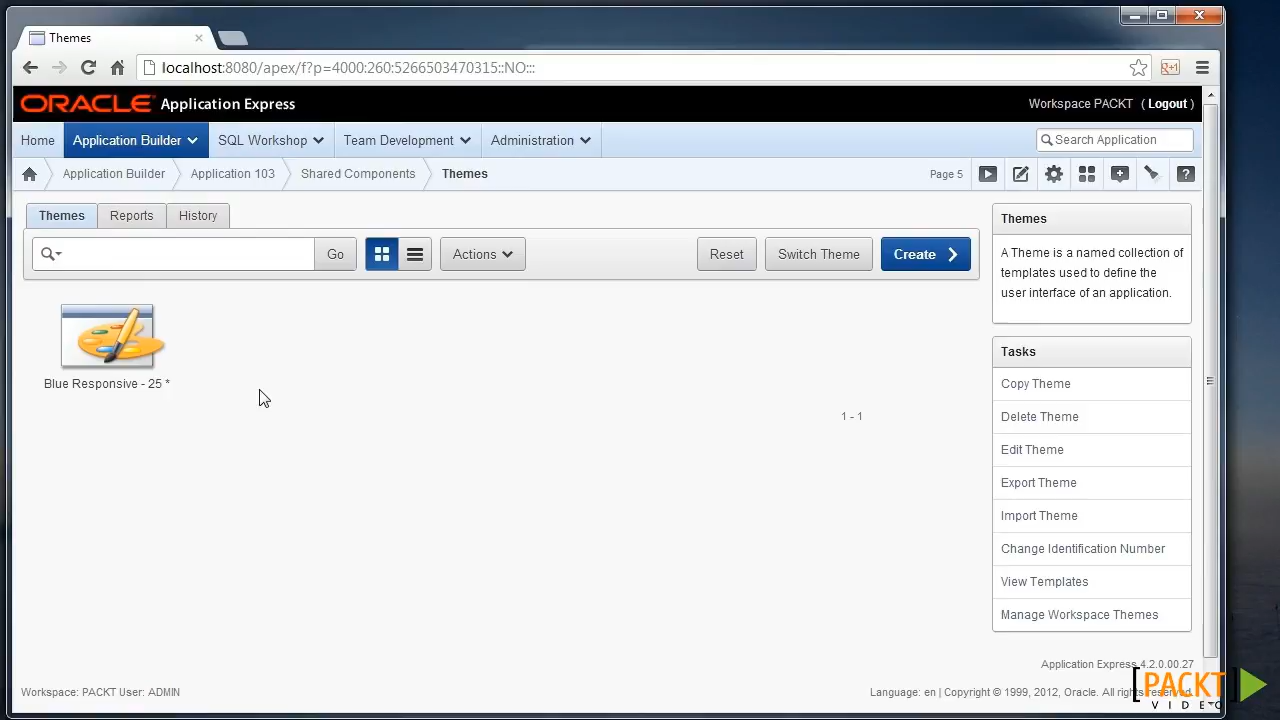 Themes
localhost:8080/apex/f?p=4000:260:5266503470315::NO:::
ORACLE Application Express
Workspace PACKT ( Logout )
Home
Application Builder
SQL Workshop
Team Development
Administration
Search Application
Application Builder
Application 103
Shared Components
Themes
Page 5
Themes
Reports
History
Go
Actions
Reset
Switch Theme
Create
Blue Responsive - 25 *
1 - 1
Themes
A Theme is a named collection of
templates used to define the
user interface of an application.
Tasks
Copy Theme
Delete Theme
Edit Theme
Export Theme
Import Theme
Change Identification Number
View Templates
Manage Workspace Themes
Application Express 4.2.0.00.27
Workspace: PACKT User: ADMIN
Language: en | Copyright © 1999, 2012, Oracle. All rights reserved.
[PACKT]
VIDEO